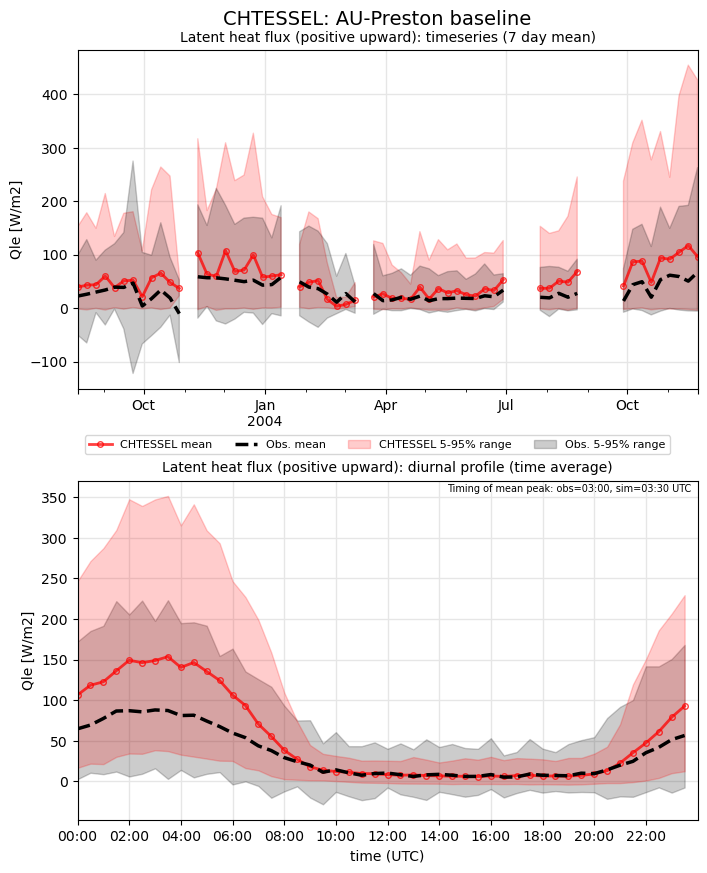 CHTESSEL: AU-Preston baseline
Latent heat flux (positive upward): timeseries (7 day mean)
Qle [W/m2]
400
300
200
100
0
−100
Oct Jan Apr Jul Oct
2004
CHTESSEL mean Obs. mean CHTESSEL 5-95% range Obs. 5-95% range
Latent heat flux (positive upward): diurnal profile (time average)
Timing of mean peak: obs=03:00, sim=03:30 UTC
Qle [W/m2]
350
300
250
200
150
100
50
0
00:00 02:00 04:00 06:00 08:00 10:00 12:00 14:00 16:00 18:00 20:00 22:00
time (UTC)